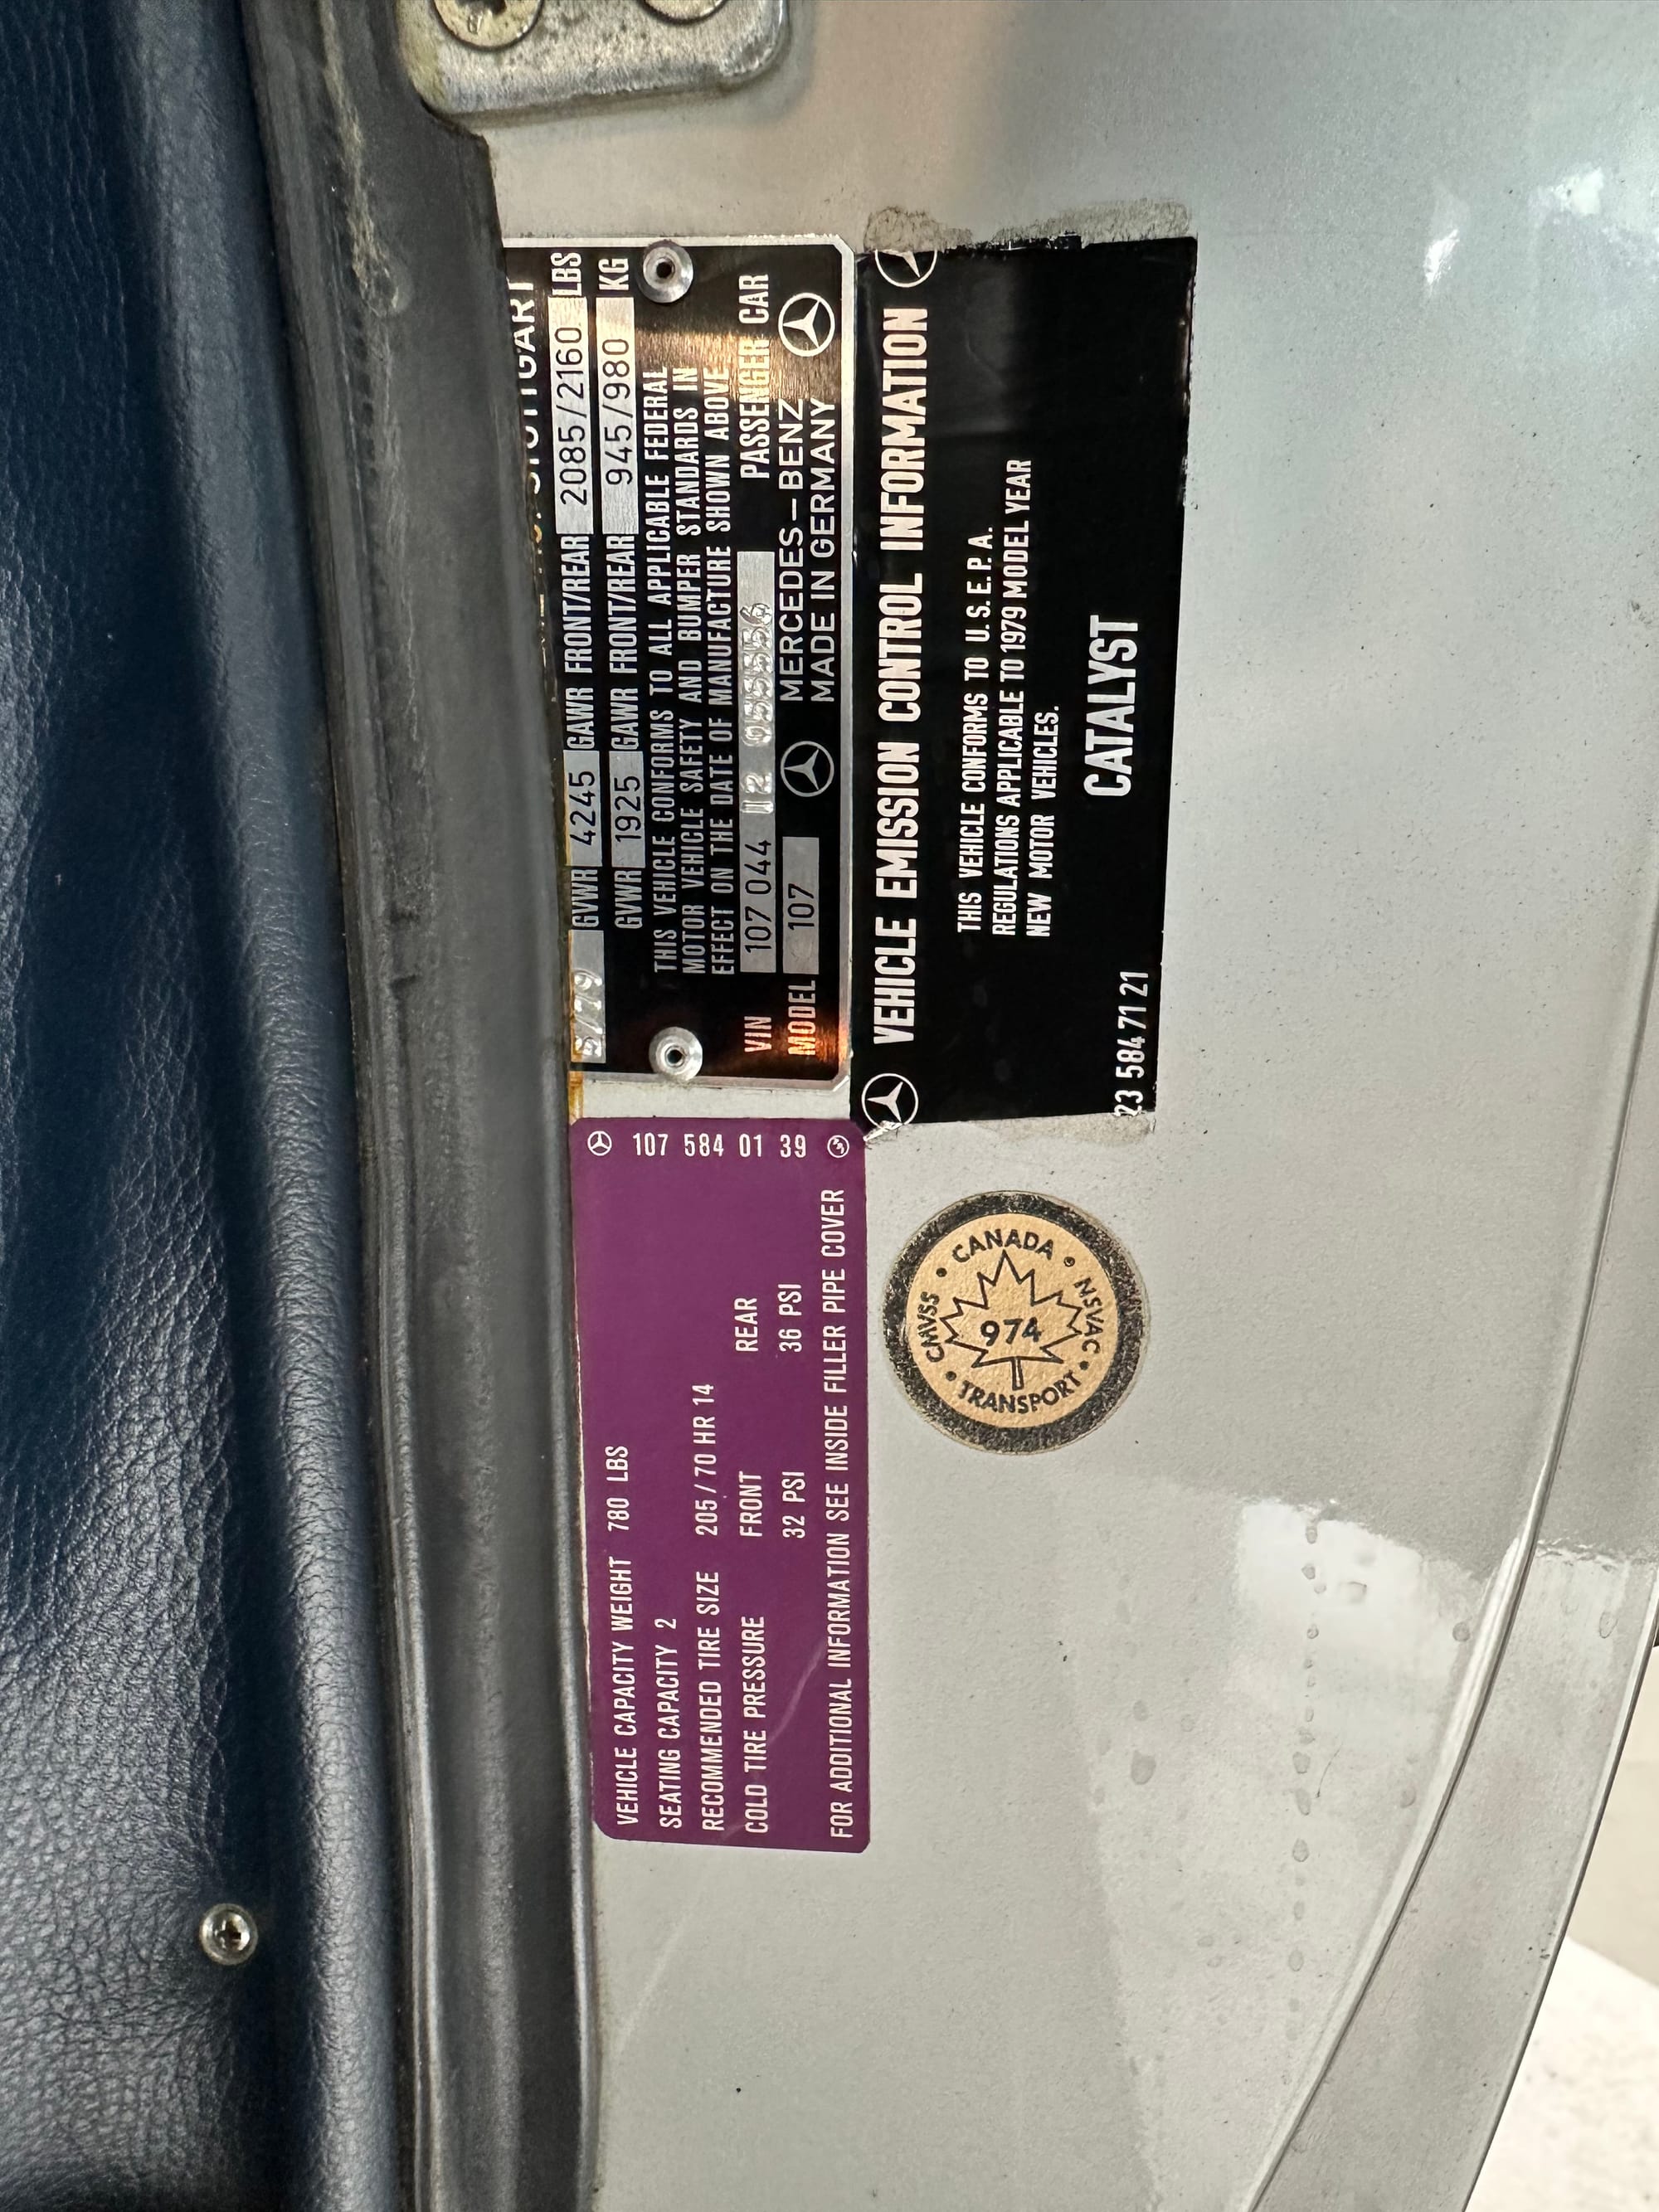 STUTTGART
5/79 GVWR 4245 GAWR FRONT/REAR 2085/2160 LBS
GVWR 1925 GAWR FRONT/REAR 945/980 KG
THIS VEHICLE CONFORMS TO ALL APPLICABLE FEDERAL
MOTOR VEHICLE SAFETY AND BUMPER STANDARDS IN
EFFECT ON THE DATE OF MANUFACTURE SHOWN ABOVE
VIN 107 044 12 055556 PASSENGER CAR
MODEL 107 MERCEDES-BENZ
MADE IN GERMANY
VEHICLE EMISSION CONTROL INFORMATION
THIS VEHICLE CONFORMS TO U.S.E.P.A.
REGULATIONS APPLICABLE TO 1979 MODEL YEAR
NEW MOTOR VEHICLES.
CATALYST
23 584 71 21
107 584 01 39
VEHICLE CAPACITY WEIGHT 780 LBS
SEATING CAPACITY 2
RECOMMENDED TIRE SIZE 205/70 HR 14
COLD TIRE PRESSURE FRONT REAR
32 PSI 36 PSI
FOR ADDITIONAL INFORMATION SEE INSIDE FILLER PIPE COVER
CMVSS • CANADA • NSVAC • TRANSPORT •
974